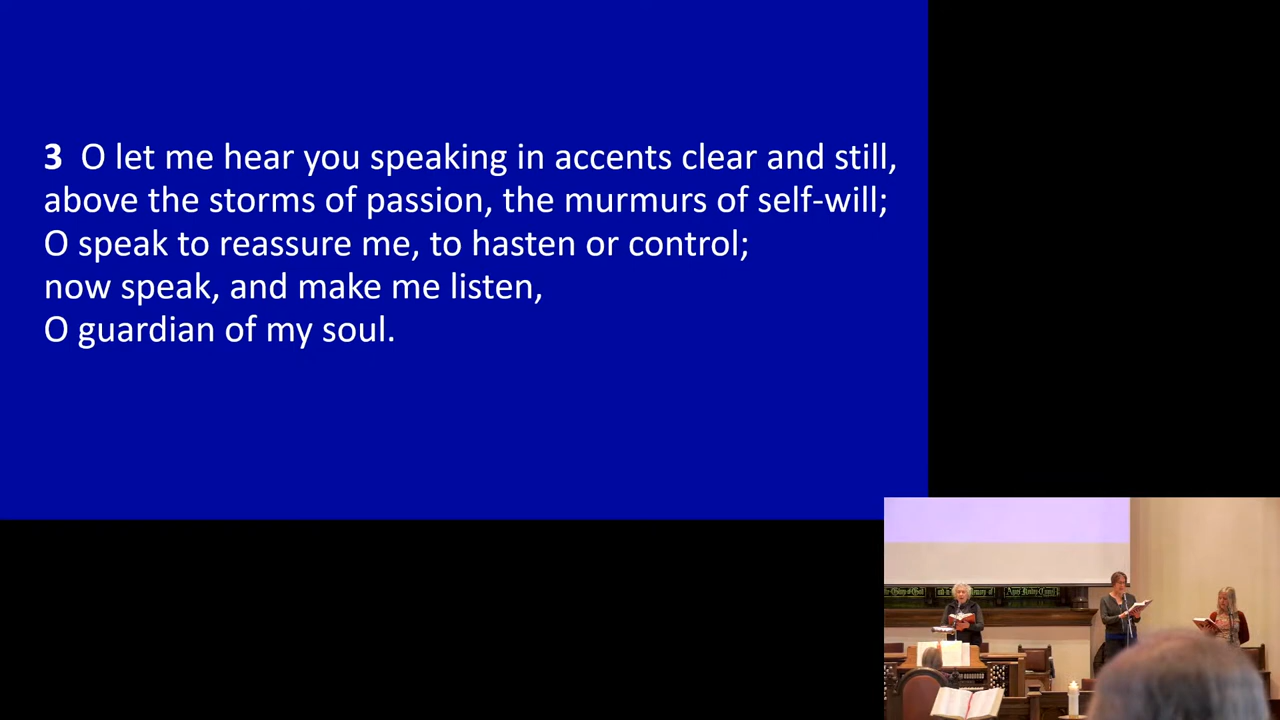 3 O let me hear you speaking in accents clear and still,
above the storms of passion, the murmurs of self-will;
O speak to reassure me, to hasten or control;
now speak, and make me listen,
O guardian of my soul.